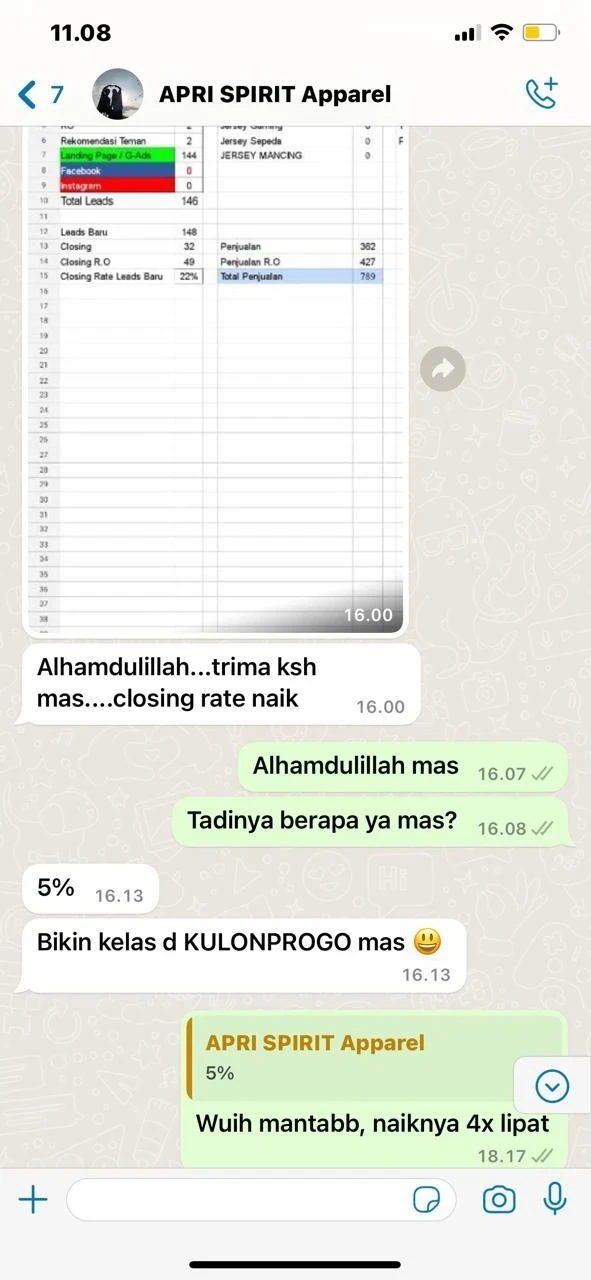 11.08
7
APRI SPIRIT Apparel
6 Rekomendasi Teman 2 Jersey Sepeda 0
7 Landing Page / G-Ads 144 JERSEY MANCING 0
8 Facebook 0
9 Instagram 0
10 Total Leads 146
11
12 Leads Baru 148
13 Closing 32 Penjualan 362
14 Closing R.O 49 Penjualan R.O 427
15 Closing Rate Leads Baru 22% Total Penjualan 789
16
17
18
19
20
21
22
23
24
25
26
27
28
29
30
31
32
33
34
35
36
37
38
16.00
Alhamdulillah...trima ksh
mas....closing rate naik 16.00
Alhamdulillah mas 16.07
Tadinya berapa ya mas? 16.08
5% 16.13
Bikin kelas d KULONPROGO mas 😃
16.13
APRI SPIRIT Apparel
5%
Wuih mantabb, naiknya 4x lipat
18.17